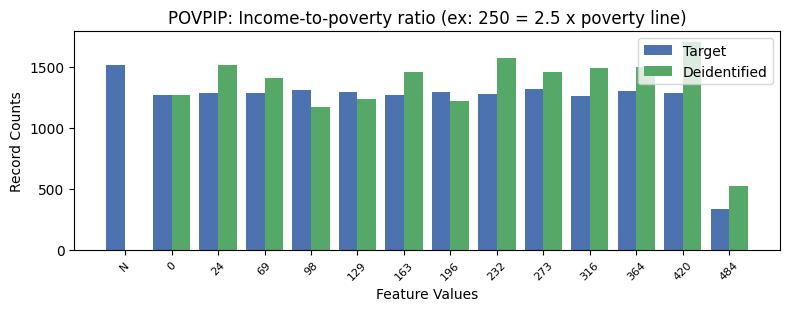 POVPIP: Income-to-poverty ratio (ex: 250 = 2.5 x poverty line)
Target
Deidentified
Record Counts
1500
1000
500
0
N 0 24 69 98 129 163 196 232 273 316 364 420 484
Feature Values